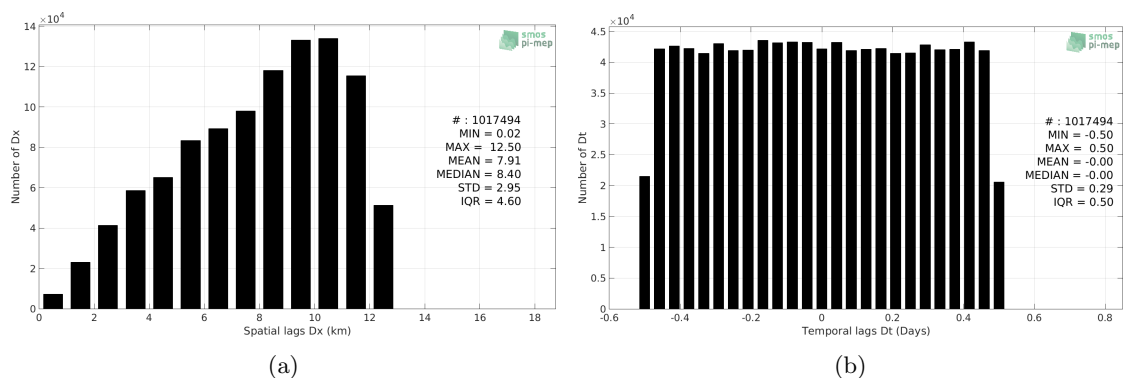 ×10⁴
14
12
10
8
6
4
2
0
Number of Dx
smos
pi-mep
# : 1017494
MIN = 0.02
MAX = 12.50
MEAN = 7.91
MEDIAN = 8.40
STD = 2.95
IQR = 4.60
0 2 4 6 8 10 12 14 16 18
Spatial lags Dx (km)
(a)
×10⁴
4.5
4
3.5
3
2.5
2
1.5
1
0.5
0
Number of Dt
smos
pi-mep
# : 1017494
MIN = -0.50
MAX = 0.50
MEAN = -0.00
MEDIAN = -0.00
STD = 0.29
IQR = 0.50
-0.6 -0.4 -0.2 0 0.2 0.4 0.6 0.8
Temporal lags Dt (Days)
(b)